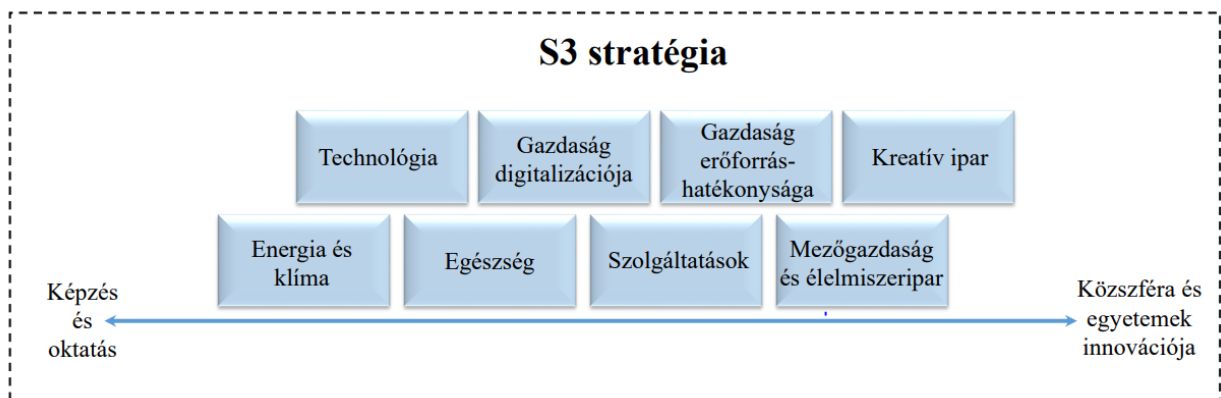 S3 stratégia
Technológia
Gazdaság
digitalizációja
Gazdaság
erőforrás-
hatékonysága
Kreatív ipar
Energia és
klíma
Egészség
Szolgáltatások
Mezőgazdaság
és élelmiszeripar
Képzés
és
oktatás
Közszféra és
egyetemek
innovációja